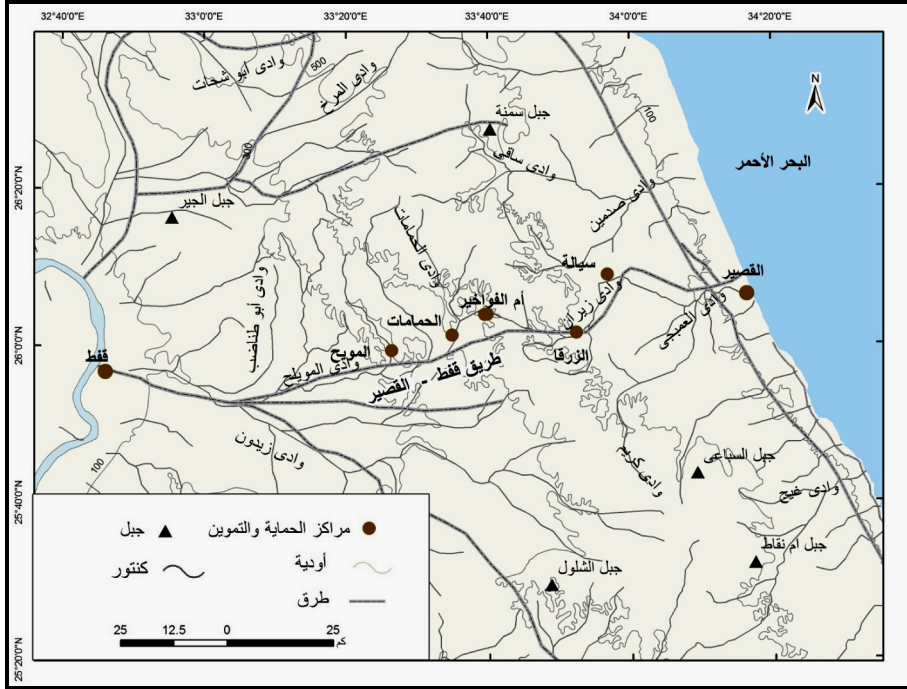 32°40'0"E
33°0'0"E
33°20'0"E
33°40'0"E
34°0'0"E
34°20'0"E
26°20'0"N
26°0'0"N
25°40'0"N
25°20'0"N
N
وادى أبو شحات
500
وادى المرخ
300
100
جبل سمنة
وادى ساقى
البحر الأحمر
جبل الجير
وادى صدمين
وادى الحمامات
سيالة
القصير
وادى أبو طناضب
أم الفواخير
وادى زيران
وادى العمبجى
الحمامات
المويح
الزرقا
قفط
وادى المويلح
طريق قفط - القصير
وادى زيدون
100
وادى كريم
جبل السباعى
وادى غيج
جبل ام نقاط
جبل الشلول
مراكز الحماية والتموين
جبل
أودية
كنتور
طرق
25
12.5
0
25
كم